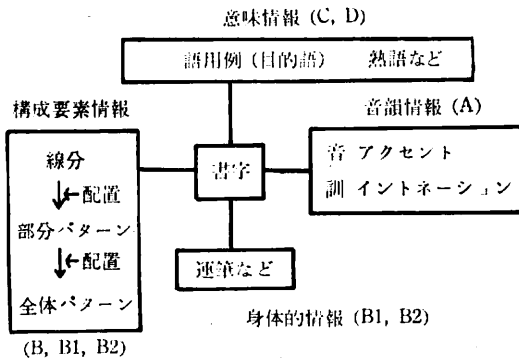 意味情報 (C, D)
語用例 (目的語) 熟語など
構成要素情報
音韻情報 (A)
線分
←配置
部分パターン
←配置
全体パターン
書字
音 アクセント
訓 イントネーション
運筆など
身体的情報 (B1, B2)
(B, B1, B2)